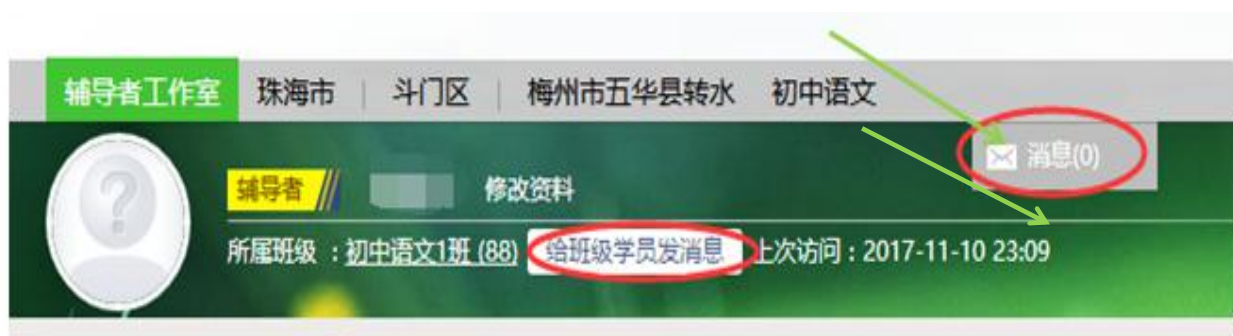 辅导者工作室 珠海市 | 斗门区 | 梅州市五华县转水 初中语文
消息(0)
辅导者 修改资料
所属班级 ：初中语文1班 (88) 给班级学员发消息 上次访问：2017-11-10 23:09